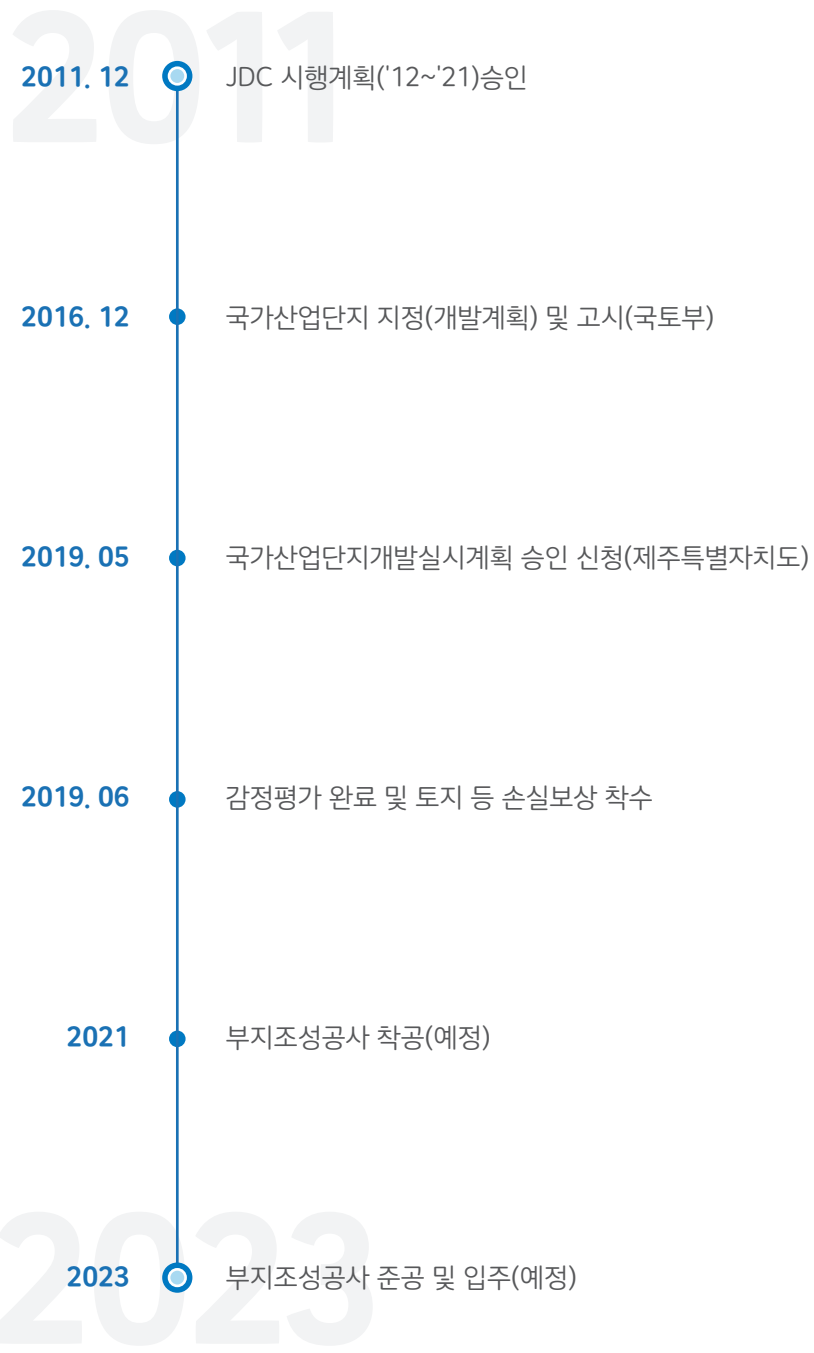 2011
2011. 12 JDC 시행계획('12~'21)승인
2016. 12 국가산업단지 지정(개발계획) 및 고시(국토부)
2019. 05 국가산업단지개발실시계획 승인 신청(제주특별자치도)
2019. 06 감정평가 완료 및 토지 등 손실보상 착수
2021 부지조성공사 착공(예정)
2023
2023 부지조성공사 준공 및 입주(예정)